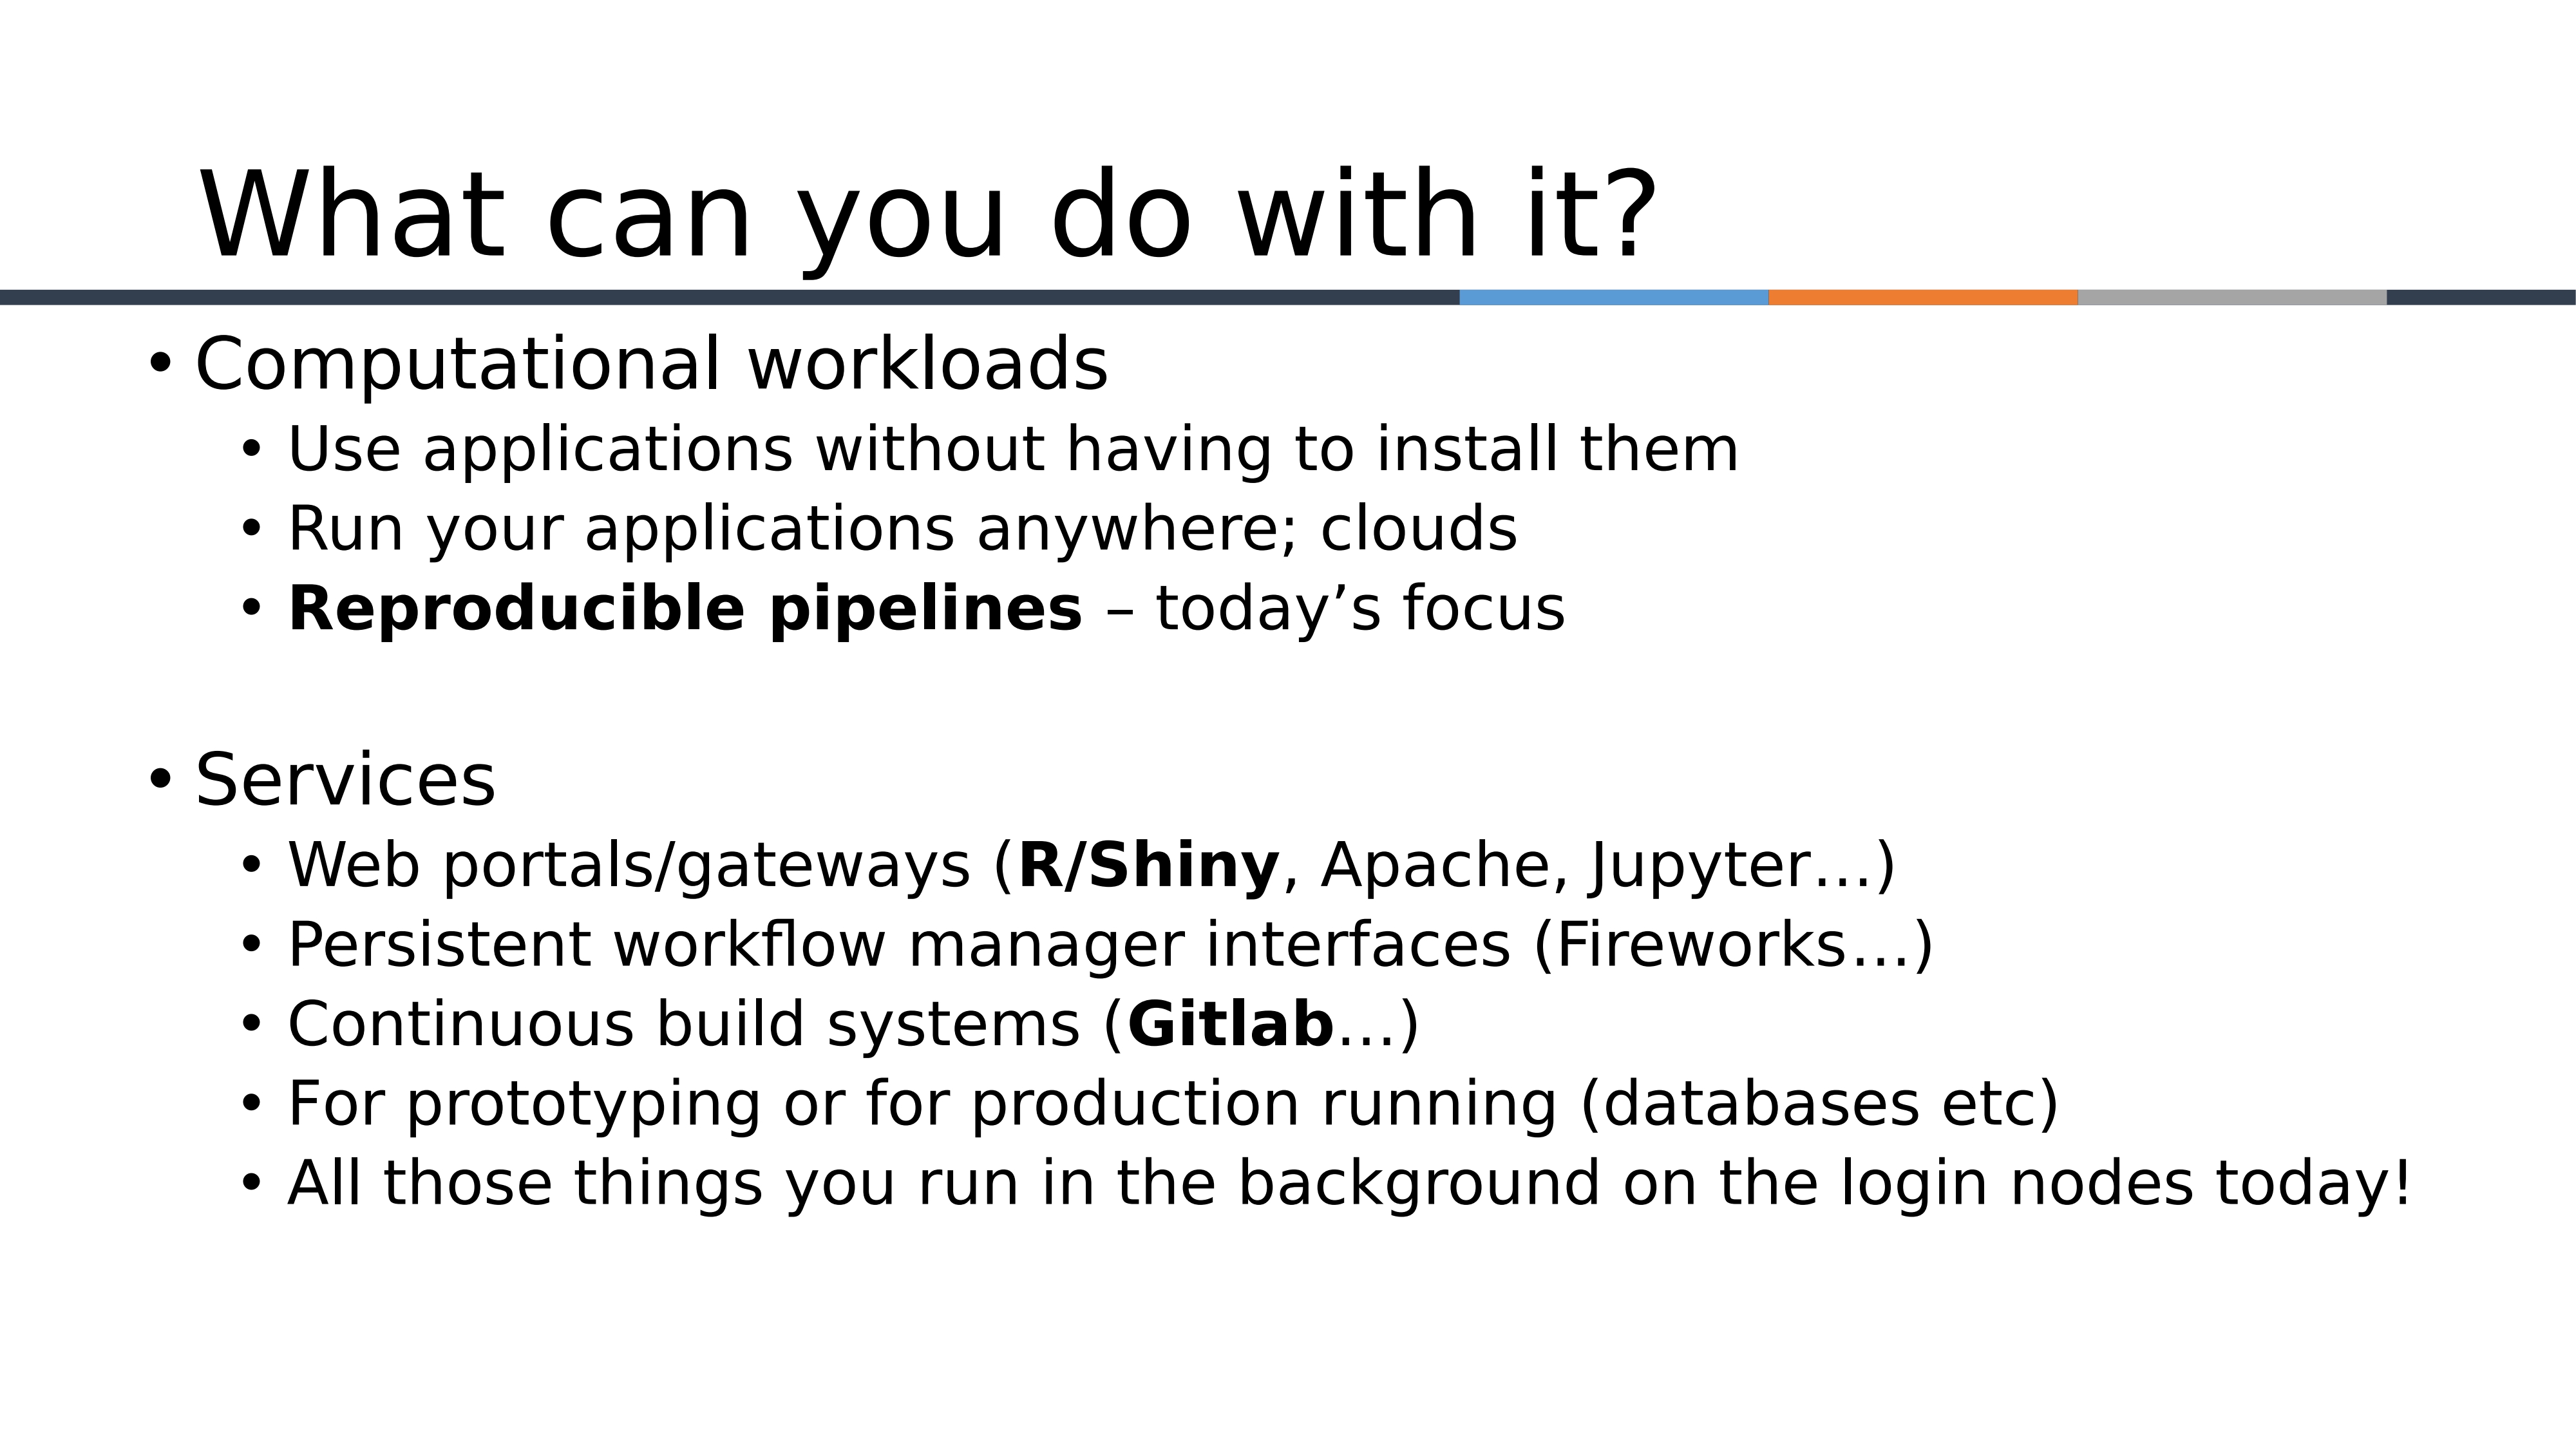 What can you do with it?
• Computational workloads
• Use applications without having to install them
• Run your applications anywhere; clouds
• Reproducible pipelines – today’s focus
• Services
• Web portals/gateways (R/Shiny, Apache, Jupyter…)
• Persistent workflow manager interfaces (Fireworks…)
• Continuous build systems (Gitlab…)
• For prototyping or for production running (databases etc)
• All those things you run in the background on the login nodes today!